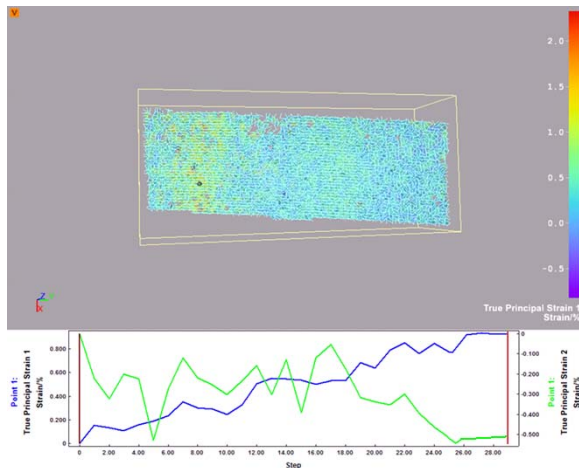 V
2.0
1.5
1.0
0.5
0.0
-0.5
True Principal Strain 1
Strain/%
Z
X
Point 1:
True Principal Strain 1
Strain/%
0.800
0.600
0.400
0.200
0
0
-0.100
-0.200
-0.300
-0.400
-0.500
Point 1:
True Principal Strain 2
Strain/%
0 2.00 4.00 6.00 8.00 10.00 12.00 14.00 16.00 18.00 20.00 22.00 24.00 26.00 28.00
Step